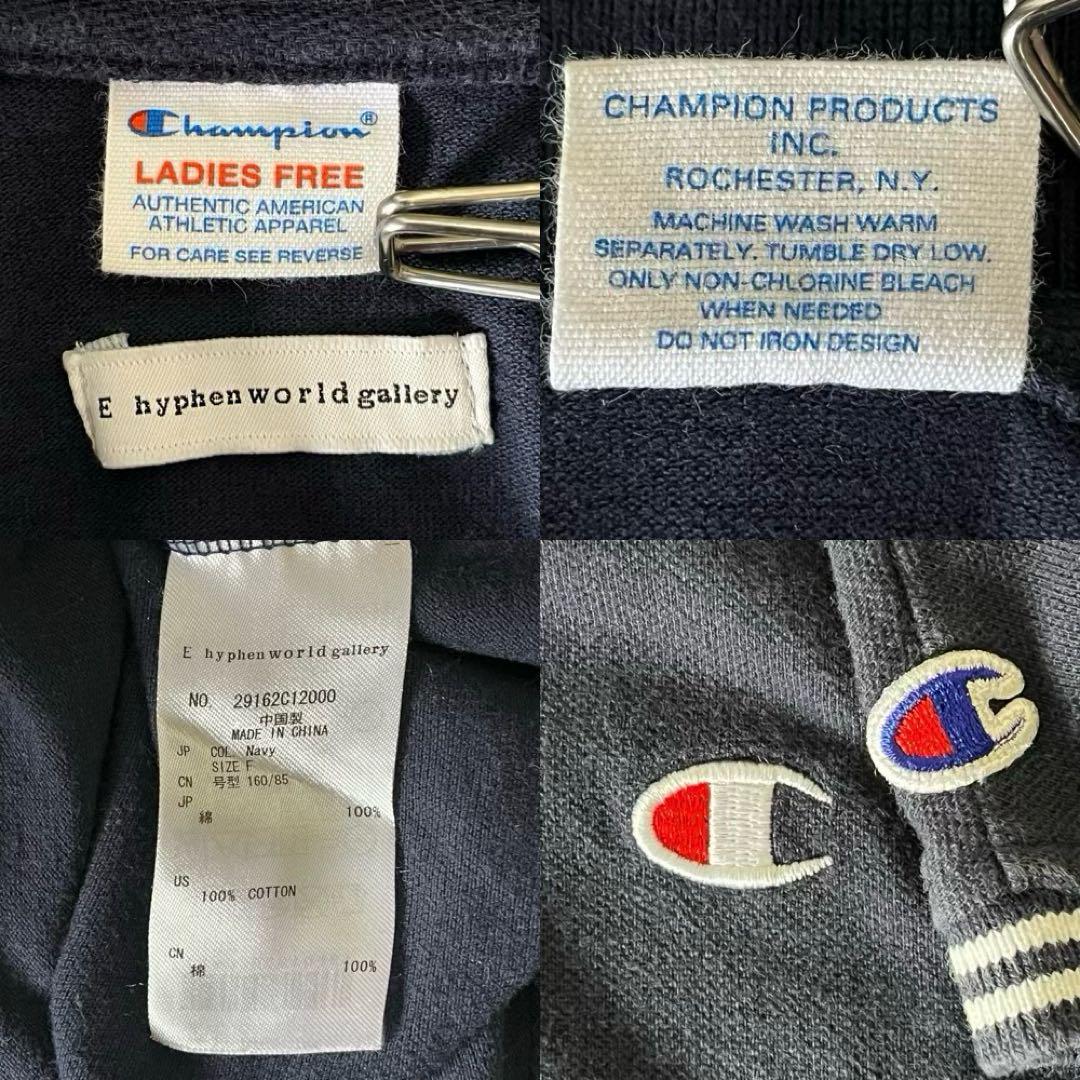 Champion®
LADIES FREE
AUTHENTIC AMERICAN
ATHLETIC APPAREL
FOR CARE SEE REVERSE
E hyphen world gallery
CHAMPION PRODUCTS
INC.
ROCHESTER, N.Y.
MACHINE WASH WARM
SEPARATELY. TUMBLE DRY LOW.
ONLY NON-CHLORINE BLEACH
WHEN NEEDED
DO NOT IRON DESIGN
E hyphen world gallery
NO. 29162C12000
中国製
MADE IN CHINA
JP COL Navy
SIZE F
CN 号型 160/85
JP
綿 100%
US
100% COTTON
CN
棉 100%